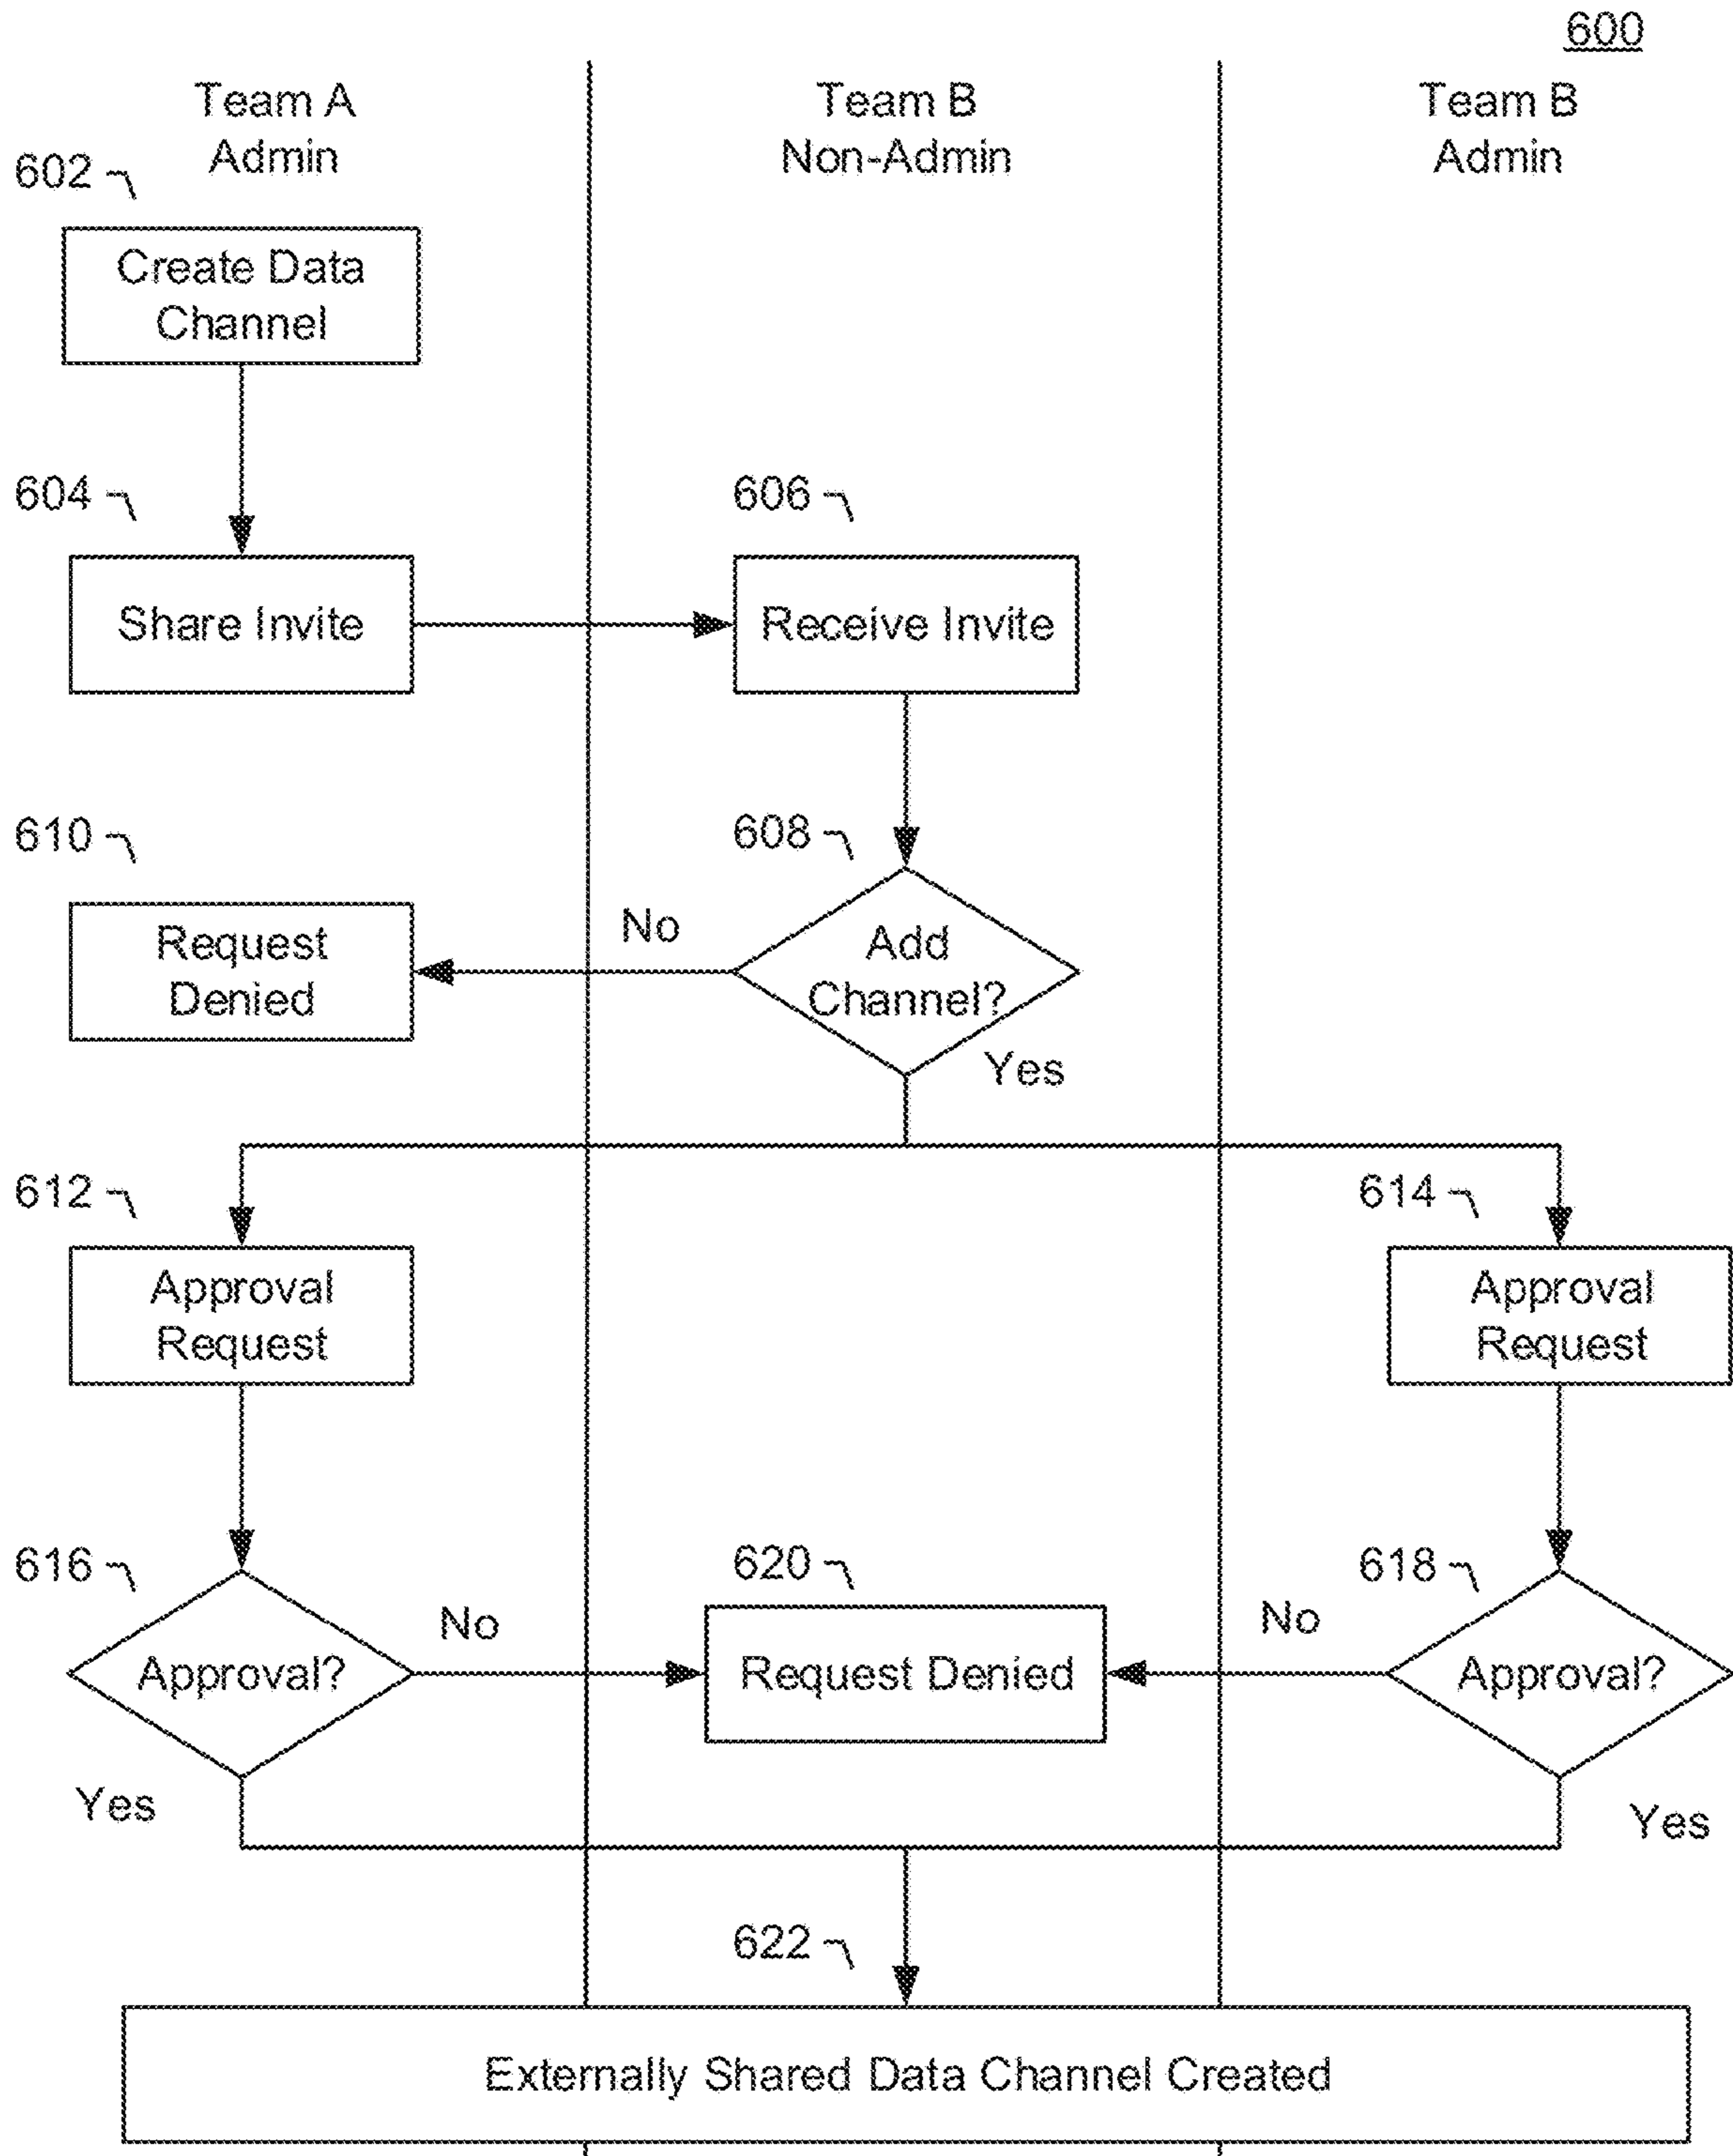 600
Team A
Admin
Team B
Non-Admin
Team B
Admin
602
Create Data
Channel
604
606
Share Invite
Receive Invite
610
608
Request
Denied
No
Add
Channel?
Yes
612
614
Approval
Request
Approval
Request
616
620
618
Approval?
No
Request Denied
No
Approval?
Yes
Yes
622
Externally Shared Data Channel Created